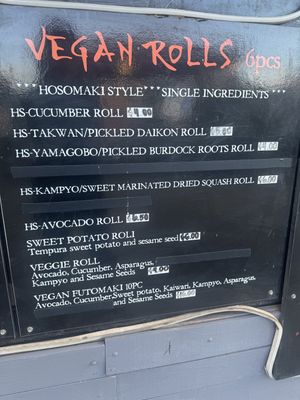 VEGAN ROLLS 6pcs
***HOSOMAKI STYLE***SINGLE INGREDIENTS ***
HS-CUCUMBER ROLL
HS-TAKWAN/PICKLED DAIKON ROLL
HS-YAMAGOBO/PICKLED BURDOCK ROOTS ROLL
HS-KAMPYO/SWEET MARINATED DRIED SQUASH ROLL
HS-AVOCADO ROLL
SWEET POTATO ROLL
Tempura sweet potato and sesame seed
VEGGIE ROLL
Avocado, Cucumber, Asparagus,
Kampyo and Sesame Seeds
VEGAN FUTOMAKI 10PC
Avocado, Cucumber,Sweet potato, Kaiwari, Kampyo, Asparagus,
and Sesame Seeds